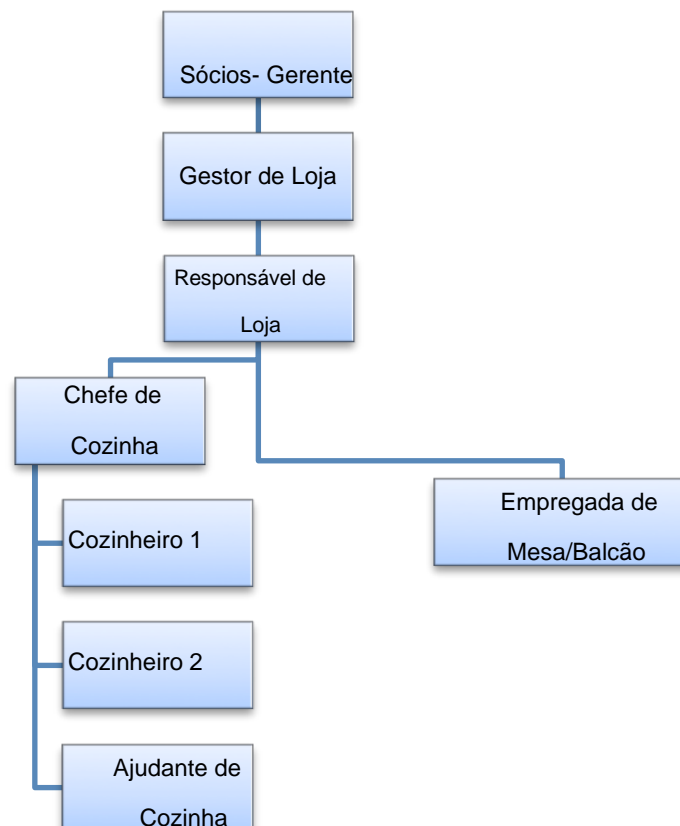 Sócios- Gerente
Gestor de Loja
Responsável de
Loja
Chefe de
Cozinha
Empregada de
Mesa/Balcão
Cozinheiro 1
Cozinheiro 2
Ajudante de
Cozinha